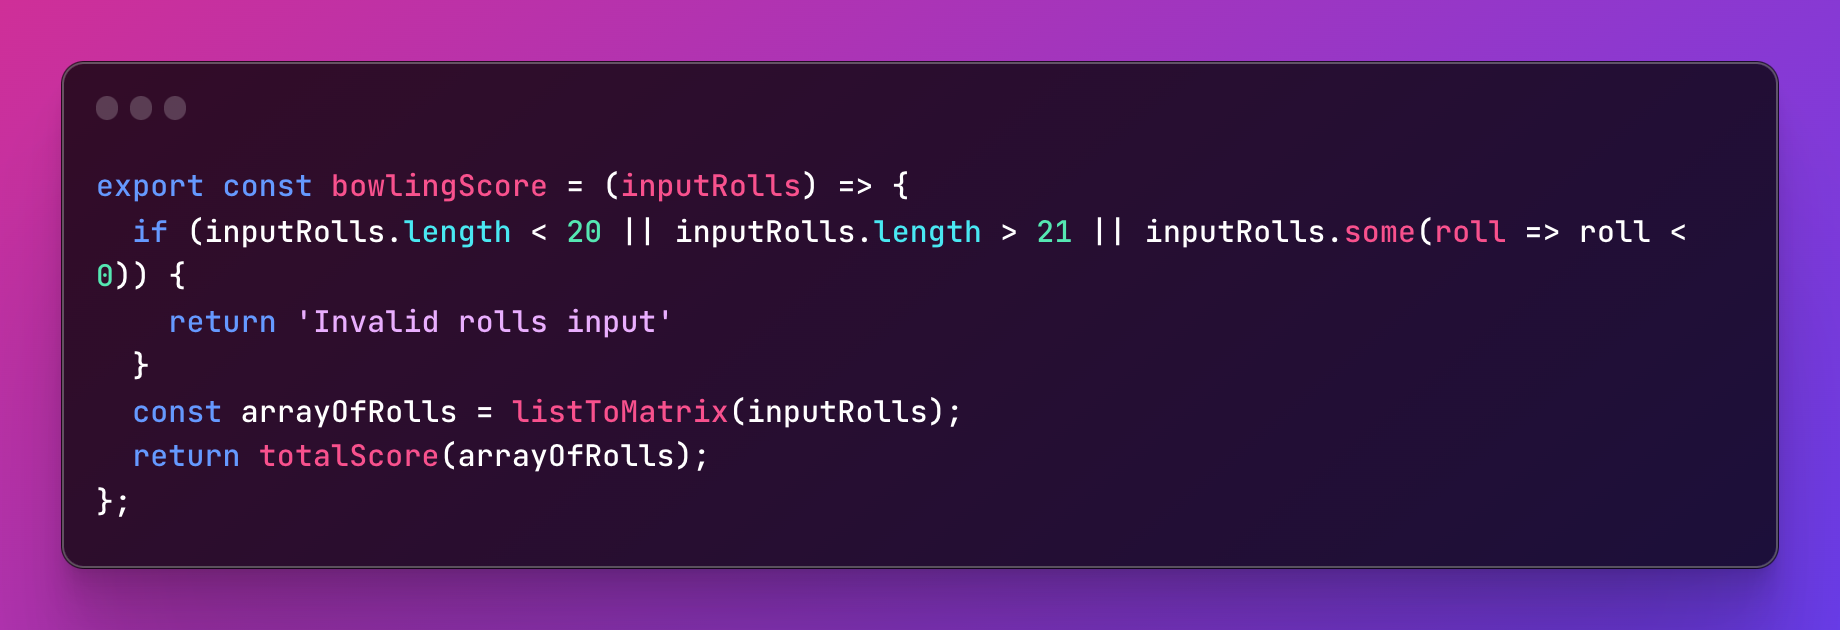 export const bowlingScore = (inputRolls) => {
  if (inputRolls.length < 20 || inputRolls.length > 21 || inputRolls.some(roll => roll <
0)) {
    return 'Invalid rolls input'
  }
  const arrayOfRolls = listToMatrix(inputRolls);
  return totalScore(arrayOfRolls);
};